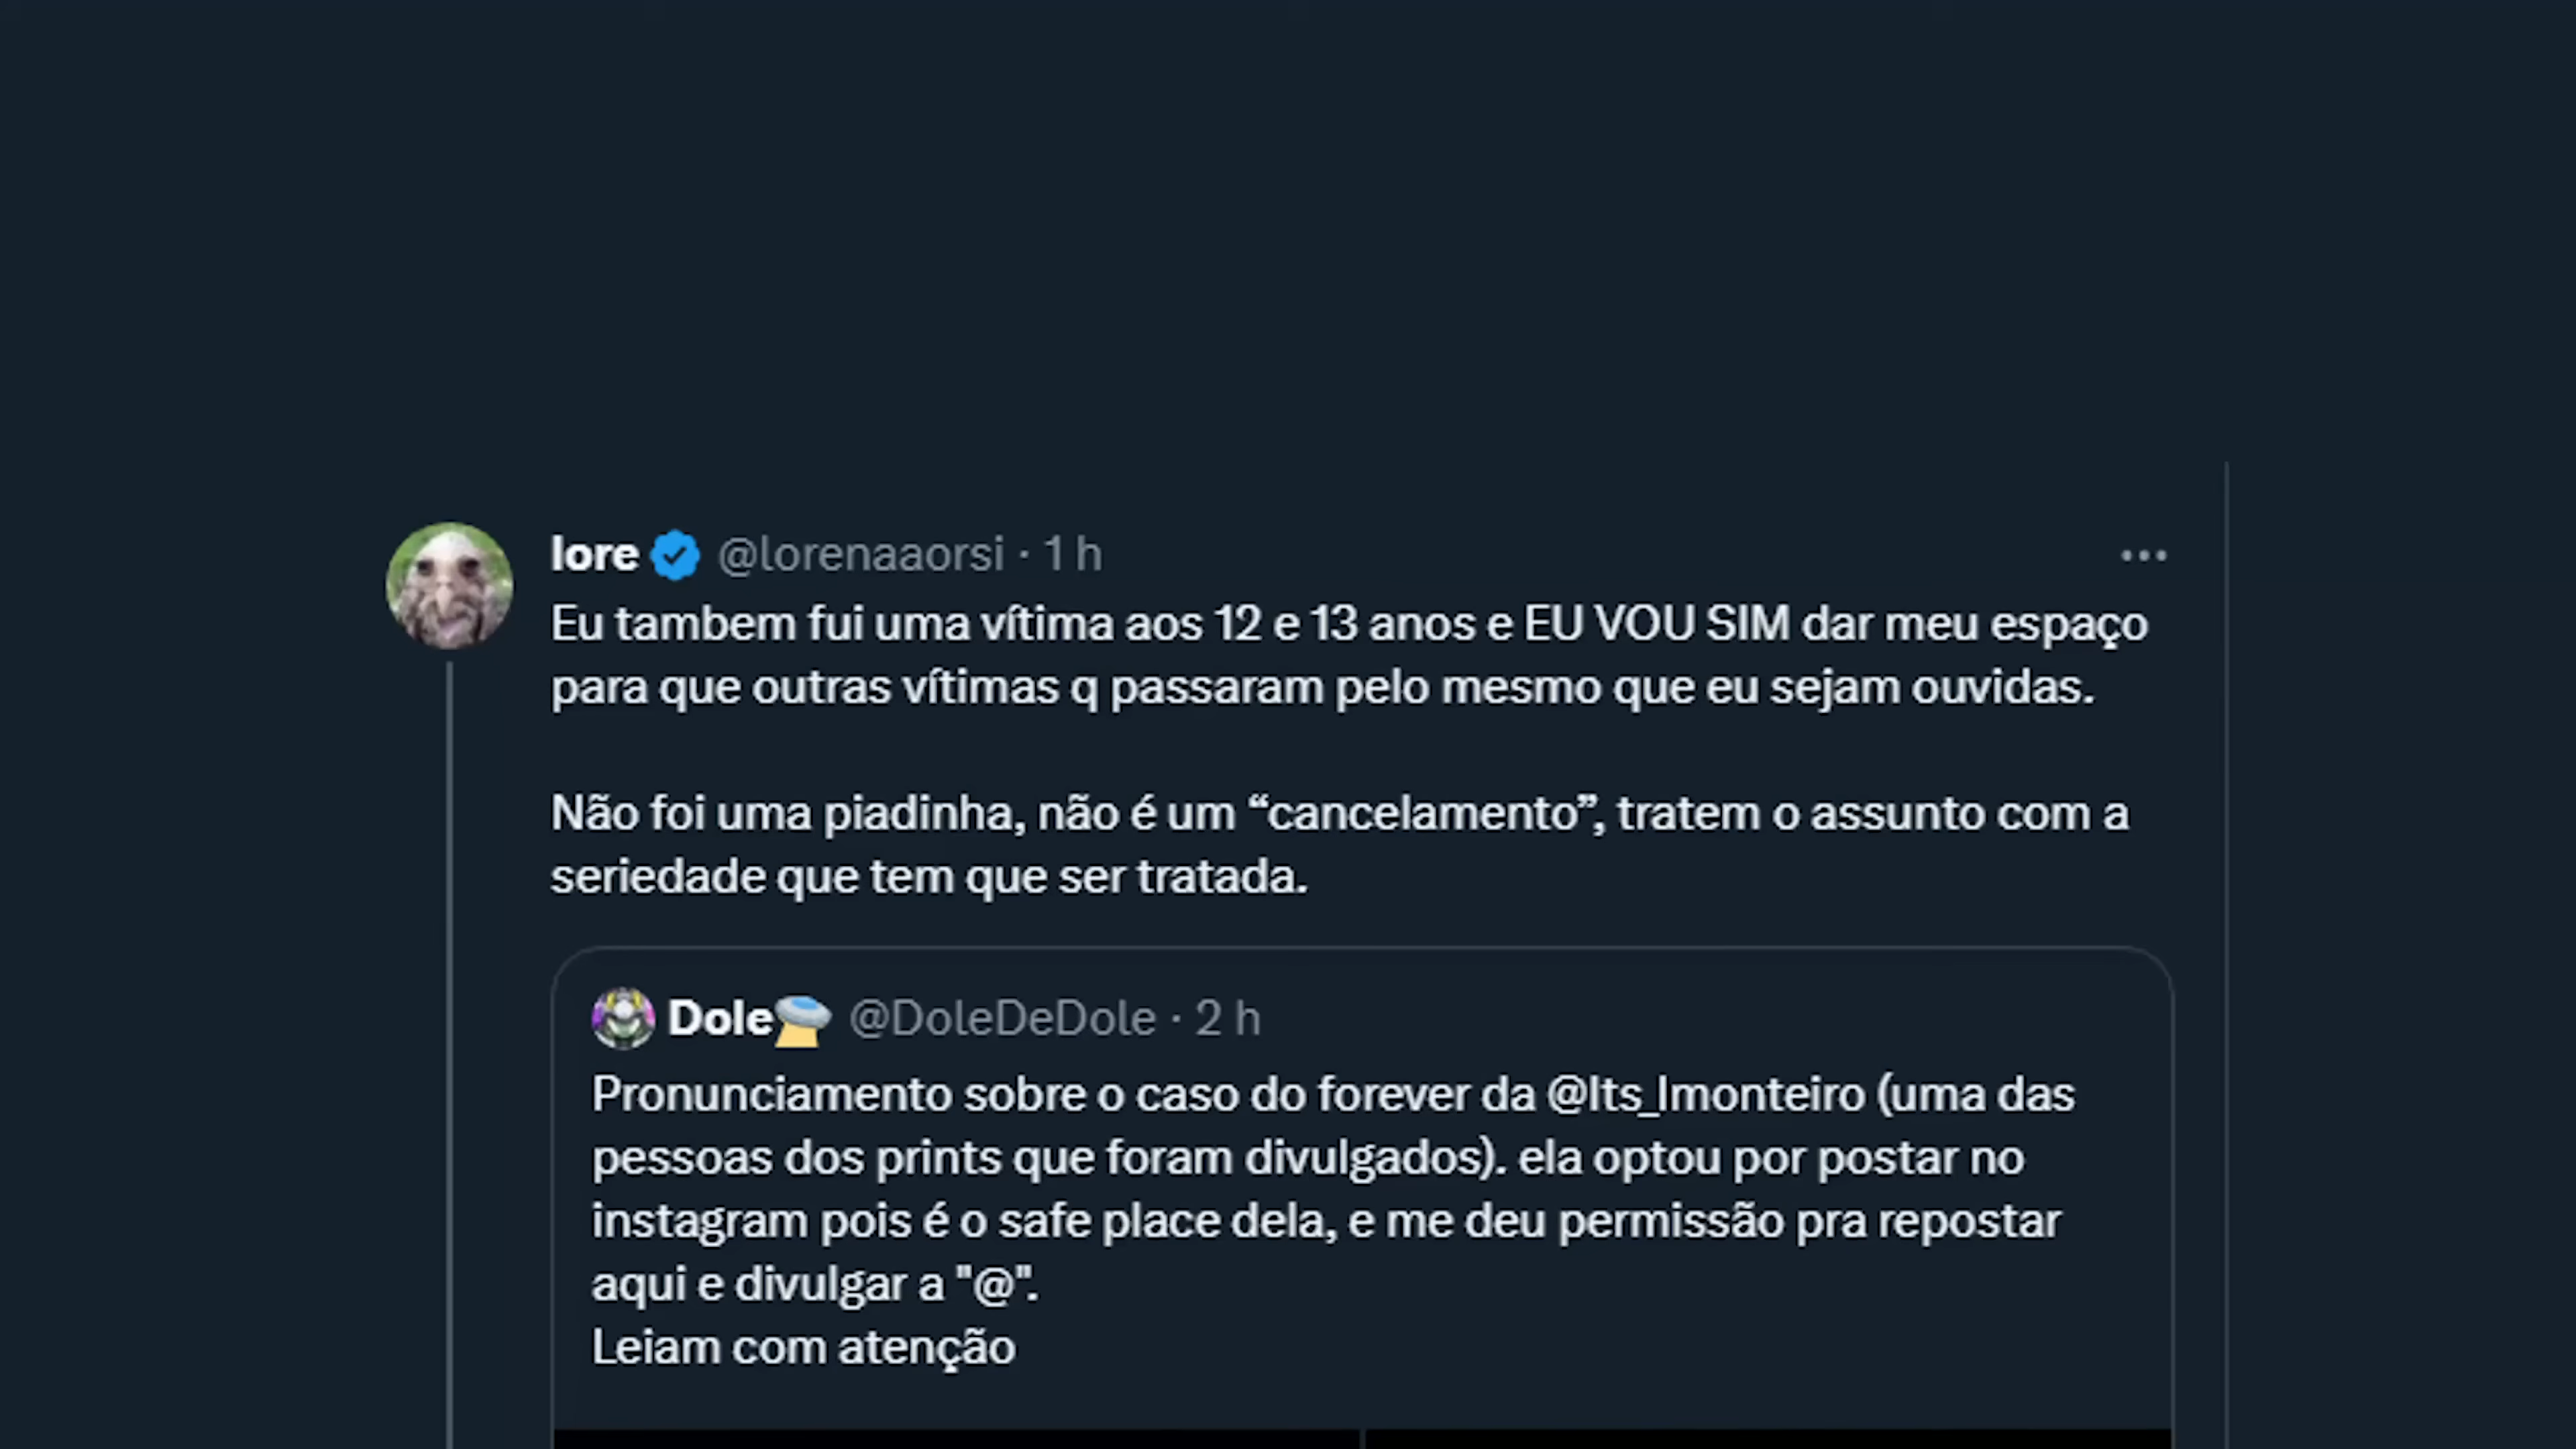 lore @lorenaaorsi · 1 h
Eu tambem fui uma vítima aos 12 e 13 anos e EU VOU SIM dar meu espaço
para que outras vítimas q passaram pelo mesmo que eu sejam ouvidas.
Não foi uma piadinha, não é um “cancelamento”, tratem o assunto com a
seriedade que tem que ser tratada.
Dole @DoleDeDole · 2 h
Pronunciamento sobre o caso do forever da @Its_lmonteiro (uma das
pessoas dos prints que foram divulgados). ela optou por postar no
instagram pois é o safe place dela, e me deu permissão pra repostar
aqui e divulgar a "@".
Leiam com atenção